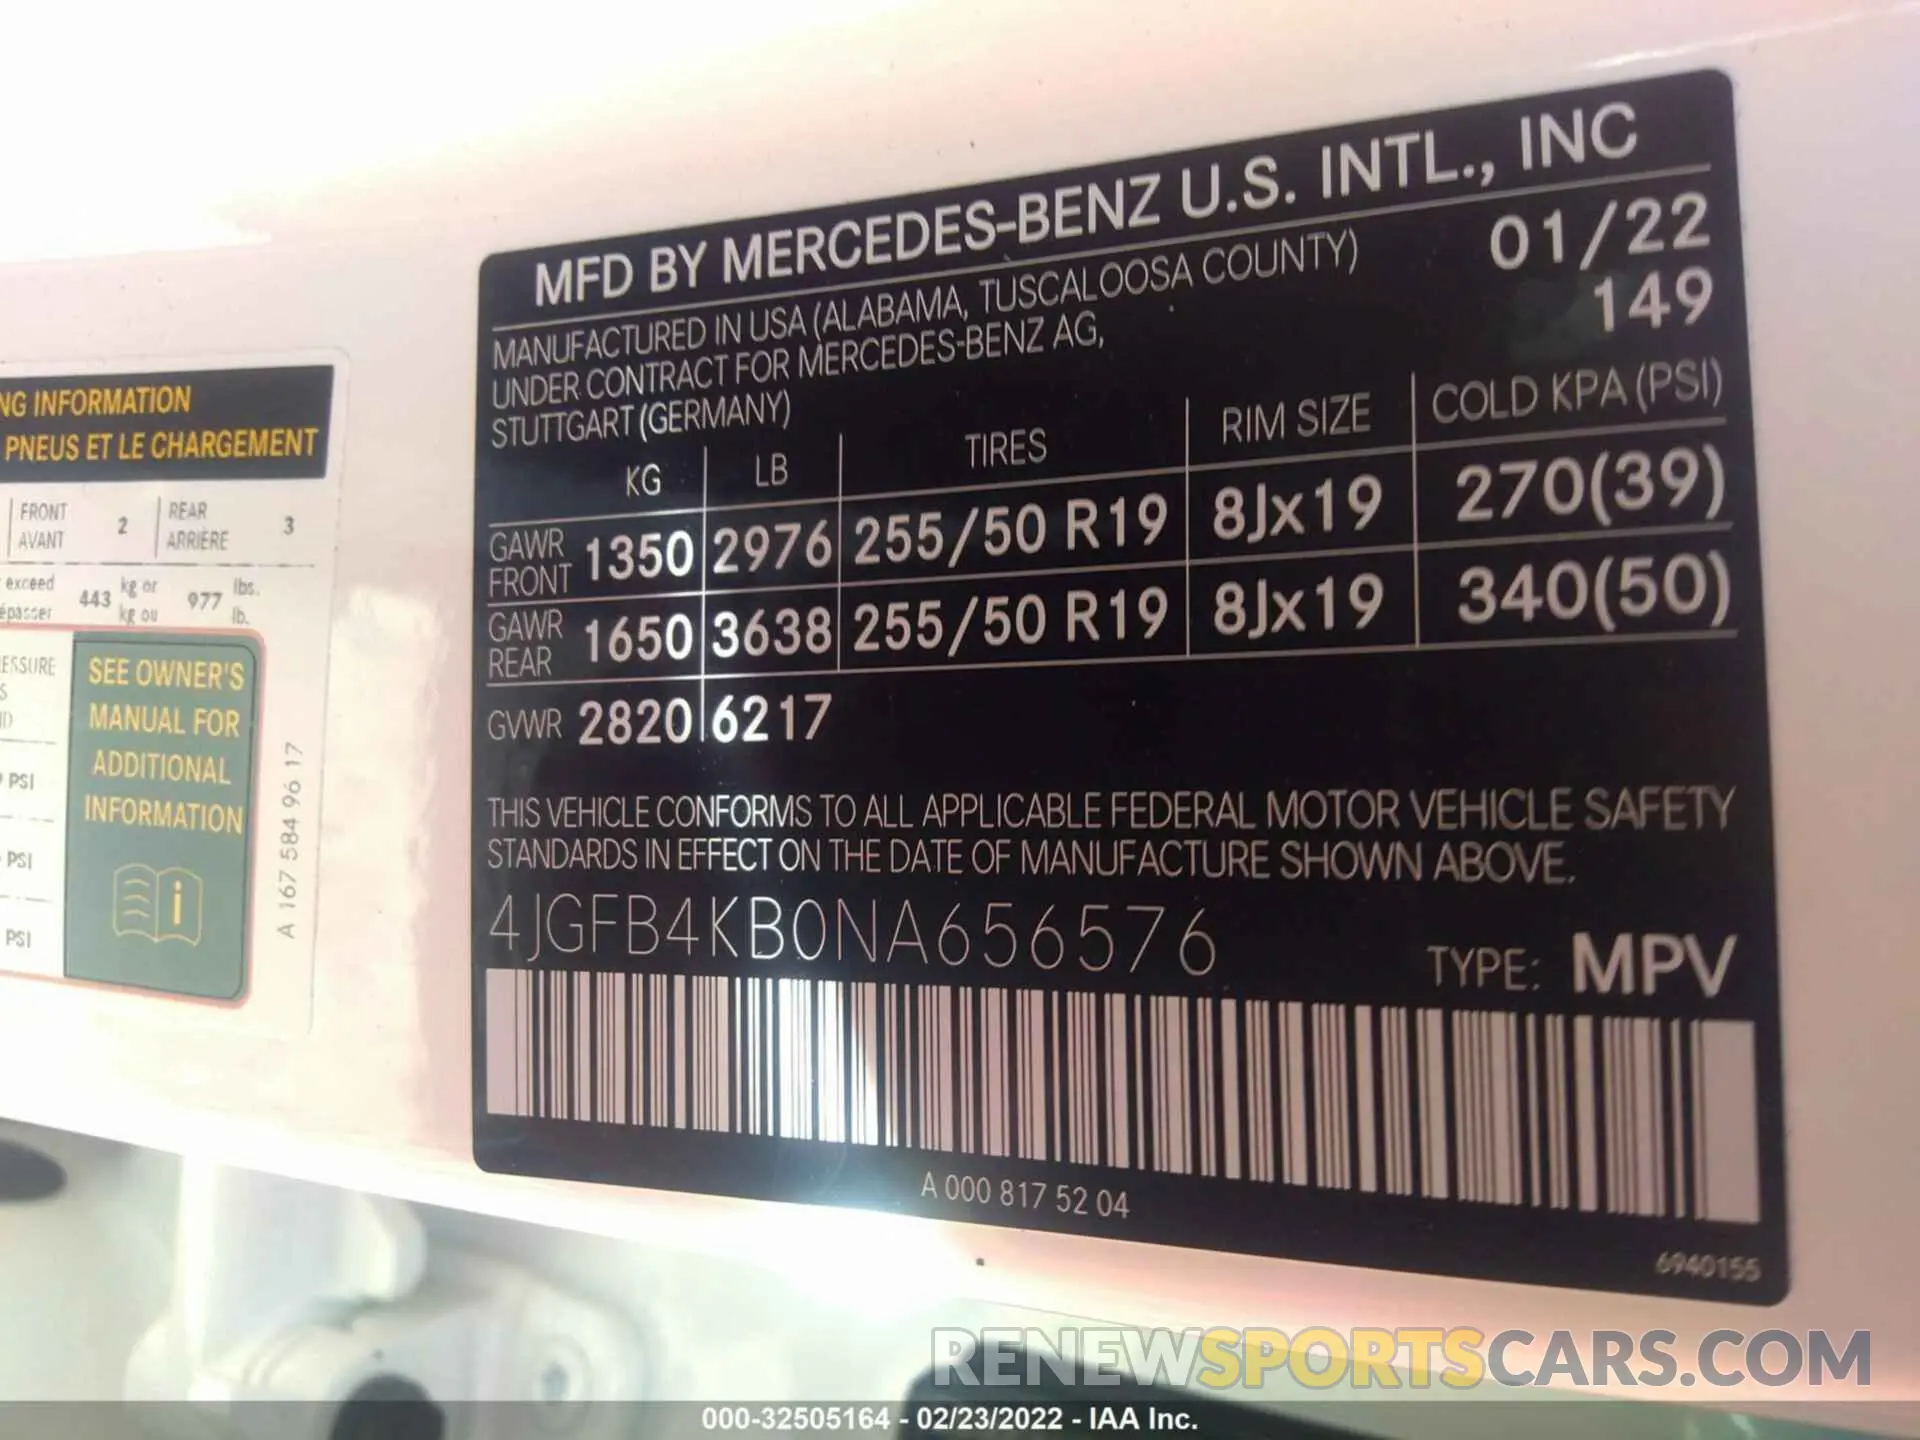 NG INFORMATION
PNEUS ET LE CHARGEMENT
FRONT
AVANT
2
REAR
ARRIÈRE
3
exceed
épasser
443
kg or
kg ou
977
lbs.
lb.
ESSURE
SEE OWNER'S
MANUAL FOR
ADDITIONAL
INFORMATION
i
PSI
PSI
PSI
A 167 584 96 17
MFD BY MERCEDES-BENZ U.S. INTL., INC
MANUFACTURED IN USA (ALABAMA, TUSCALOOSA COUNTY) 01/22
UNDER CONTRACT FOR MERCEDES-BENZ AG, 149
STUTTGART (GERMANY)
KG LB TIRES RIM SIZE COLD KPA (PSI)
GAWR FRONT 1350 2976 255/50 R19 8Jx19 270(39)
GAWR REAR 1650 3638 255/50 R19 8Jx19 340(50)
GVWR 2820 6217
THIS VEHICLE CONFORMS TO ALL APPLICABLE FEDERAL MOTOR VEHICLE SAFETY
STANDARDS IN EFFECT ON THE DATE OF MANUFACTURE SHOWN ABOVE.
4JGFB4KB0NA656576 TYPE: MPV
A 000 817 52 04
6940155
RENEWSPORTSCARS.COM
000-32505164 - 02/23/2022 - IAA Inc.